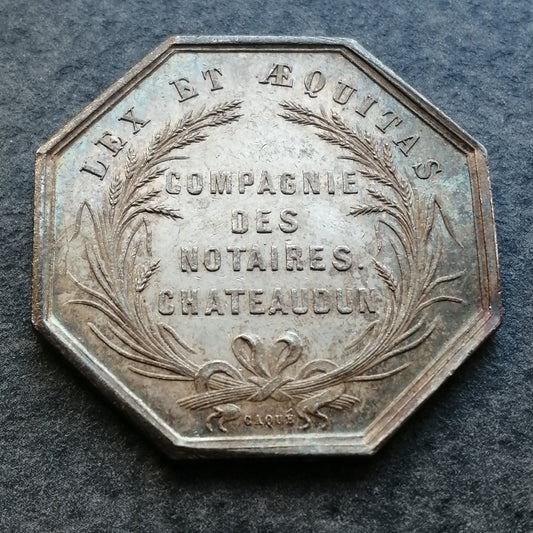 LEX ET ÆQUITAS
COMPAGNIE
DES
NOTAIRES.
CHATEAUDUN
CAQUÉ